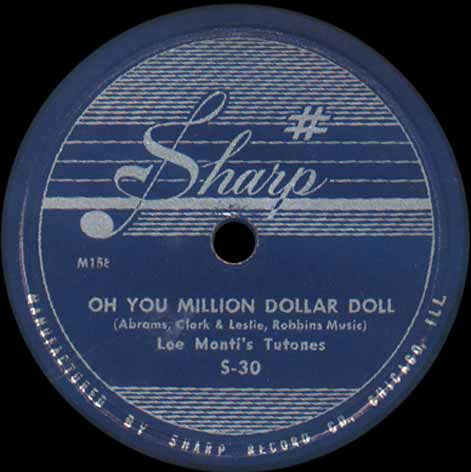 Sharp #
M158
OH YOU MILLION DOLLAR DOLL
(Abrams, Clark & Leslie, Robbins Music)
Lee Monti's Tutones
S-30
MANUFACTURED BY SHARP RECORD CO. CHICAGO, ILL.